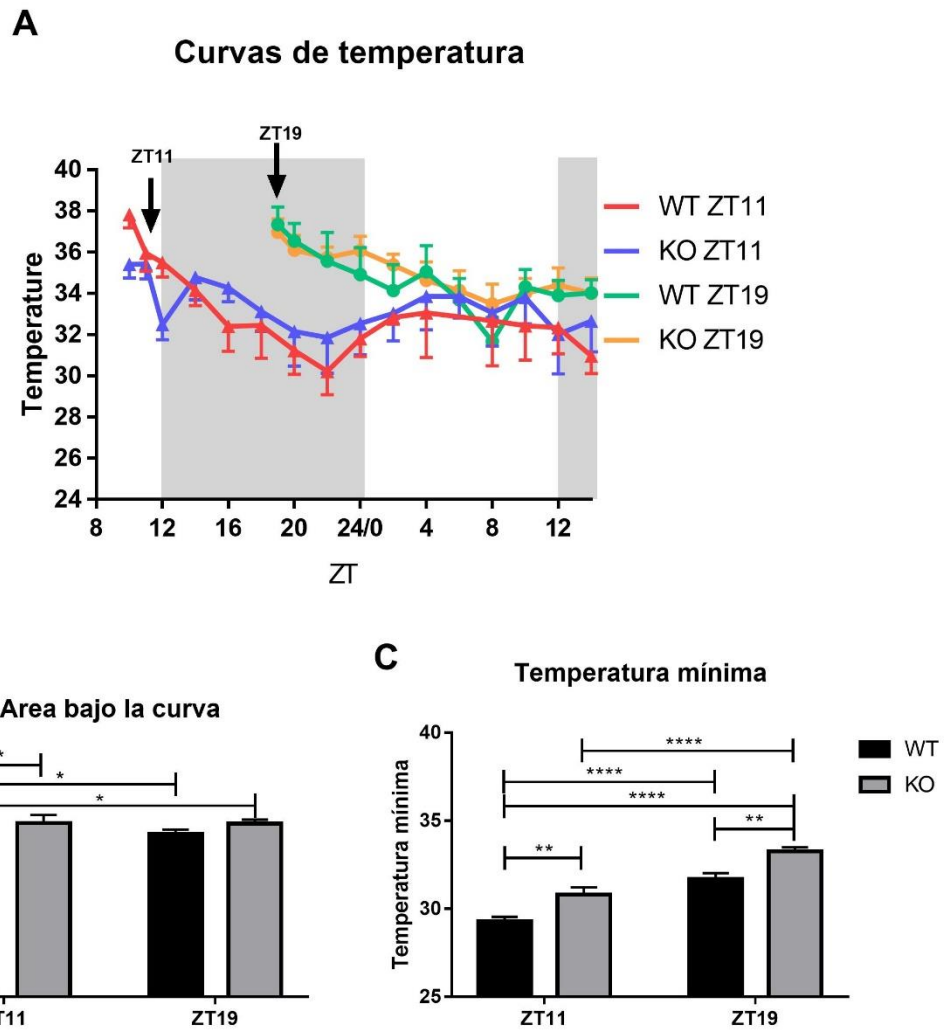 A
Curvas de temperatura
ZT11
ZT19
40
38
36
34
32
30
28
26
24
Temperature
8
12
16
20
24/0
4
8
12
ZT
WT ZT11
KO ZT11
WT ZT19
KO ZT19
Area bajo la curva
*
*
*
ZT19
C
Temperatura mínima
40
35
30
25
Temperatura mínima
****
****
****
**
**
ZT11
ZT19
WT
KO